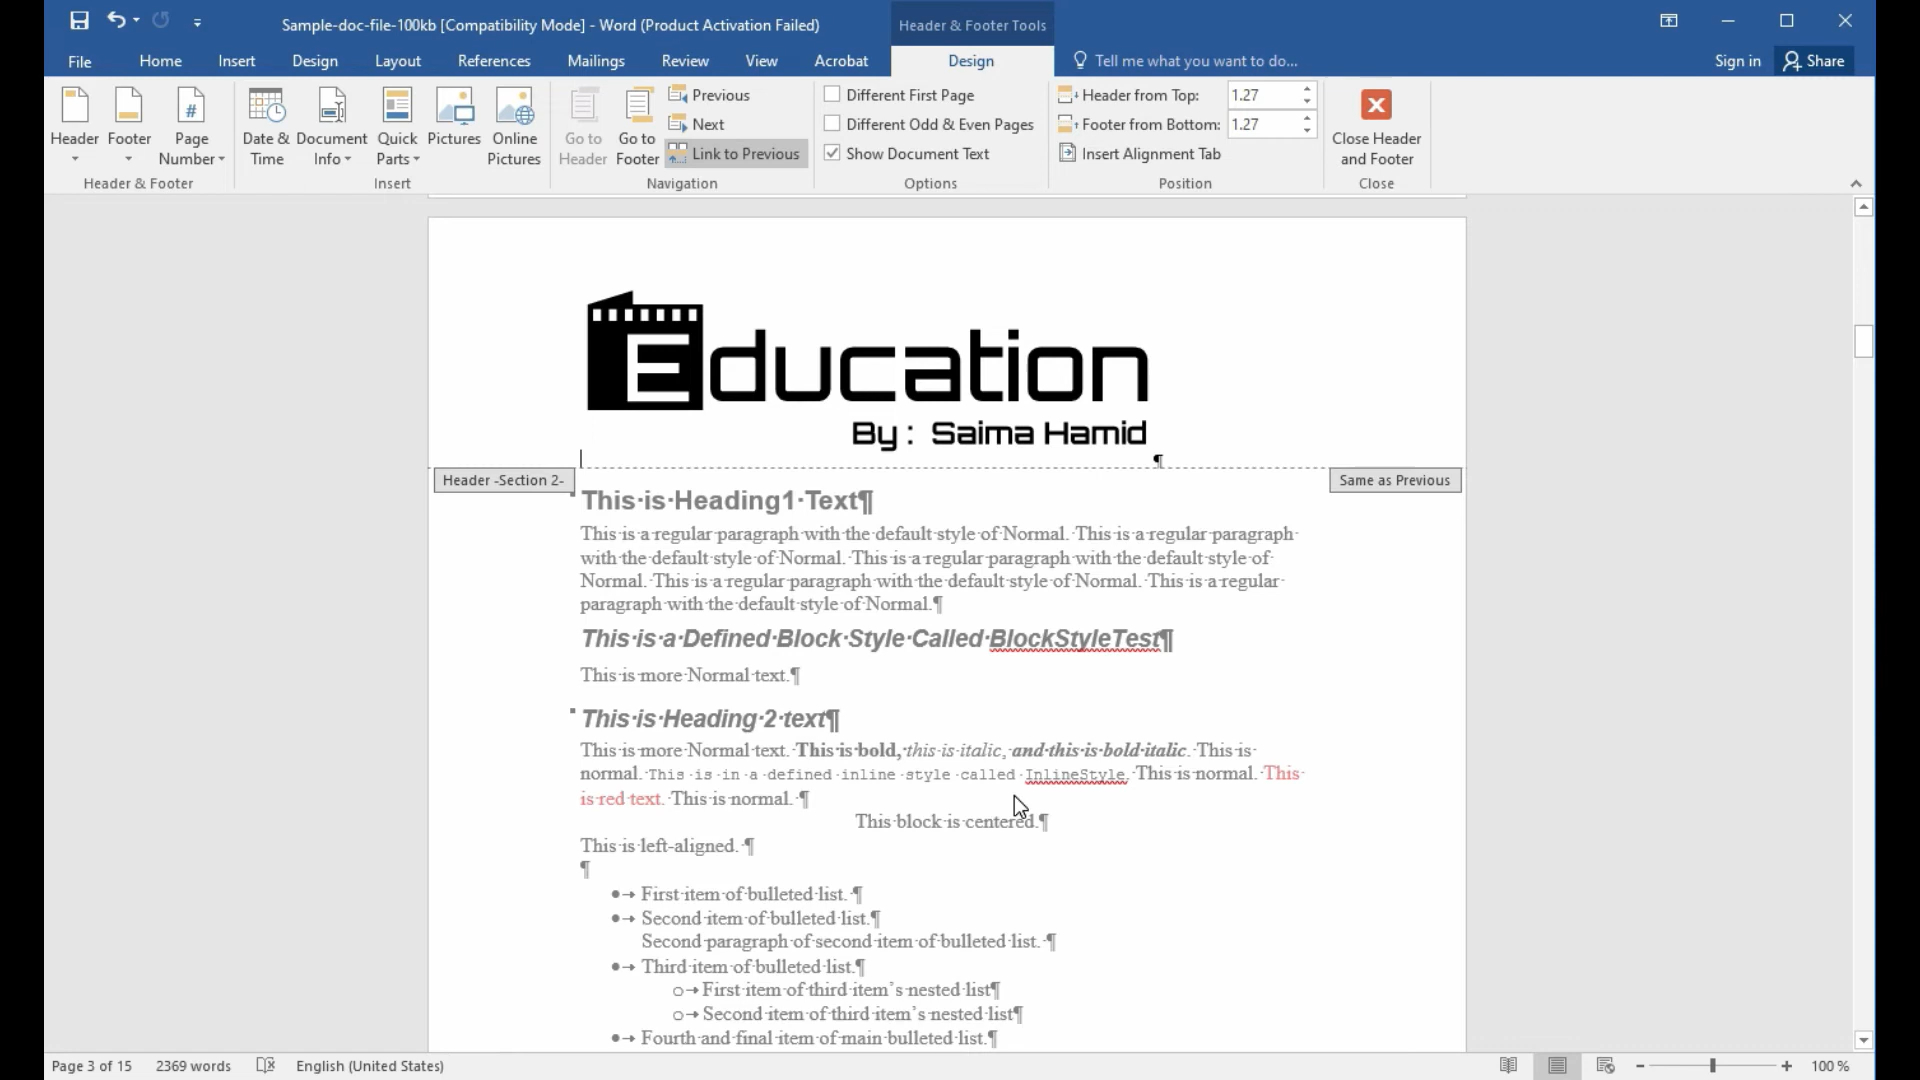 Sample-doc-file-100kb [Compatibility Mode] - Word (Product Activation Failed)
Header & Footer Tools
File Home Insert Design Layout References Mailings Review View Acrobat Design Tell me what you want to do... Sign in Share
Header
Footer
Page
Number
Header & Footer
Date &
Time
Document
Info
Quick
Parts
Pictures
Online
Pictures
Insert
Go to
Header
Go to
Footer
Previous
Next
Link to Previous
Navigation
Different First Page
Different Odd & Even Pages
Show Document Text
Options
Header from Top: 1.27
Footer from Bottom: 1.27
Insert Alignment Tab
Position
Close Header
and Footer
Close
Education
By : Saima Hamid
¶
Header -Section 2-
Same as Previous
This·is·Heading1·Text¶
This·is·a·regular·paragraph·with·the·default·style·of·Normal.·This·is·a·regular·paragraph·
with·the·default·style·of·Normal.·This·is·a·regular·paragraph·with·the·default·style·of·
Normal.·This·is·a·regular·paragraph·with·the·default·style·of·Normal.·This·is·a·regular·
paragraph·with·the·default·style·of·Normal.¶
This·is·a·Defined·Block·Style·Called·BlockStyleTest¶
This·is·more·Normal·text.¶
This·is·Heading·2·text¶
This·is·more·Normal·text.·This·is·bold,·this·is·italic,·and·this·is·bold·italic.·This·is·
normal.·This·is·in·a·defined·inline·style·called·InlineStyle.·This·is·normal.·This·
is·red·text.·This·is·normal.·¶
This·block·is·centered.¶
This·is·left-aligned.·¶
¶
•→ First·item·of·bulleted·list.·¶
•→ Second·item·of·bulleted·list.¶
Second·paragraph·of·second·item·of·bulleted·list.·¶
•→ Third·item·of·bulleted·list.¶
o→ First·item·of·third·item's·nested·list¶
o→ Second·item·of·third·item's·nested·list¶
•→ Fourth·and·final·item·of·main·bulleted·list.¶
Page 3 of 15 2369 words English (United States) 100 %